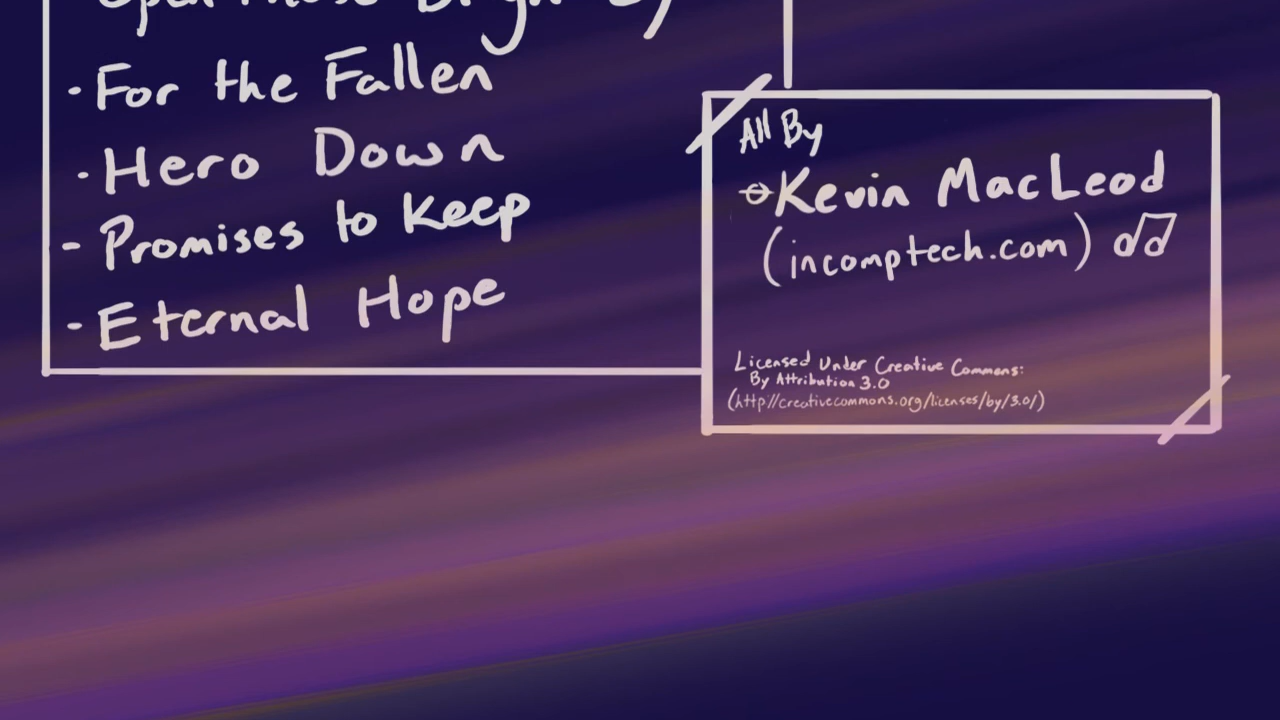 · For the Fallen
· Hero Down
- Promises to Keep
- Eternal Hope
All By
Kevin MacLeod
(incomptech.com)
Licensed Under Creative Commons:
By Attribution 3.0
(http://creativecommons.org/licenses/by/3.0/)